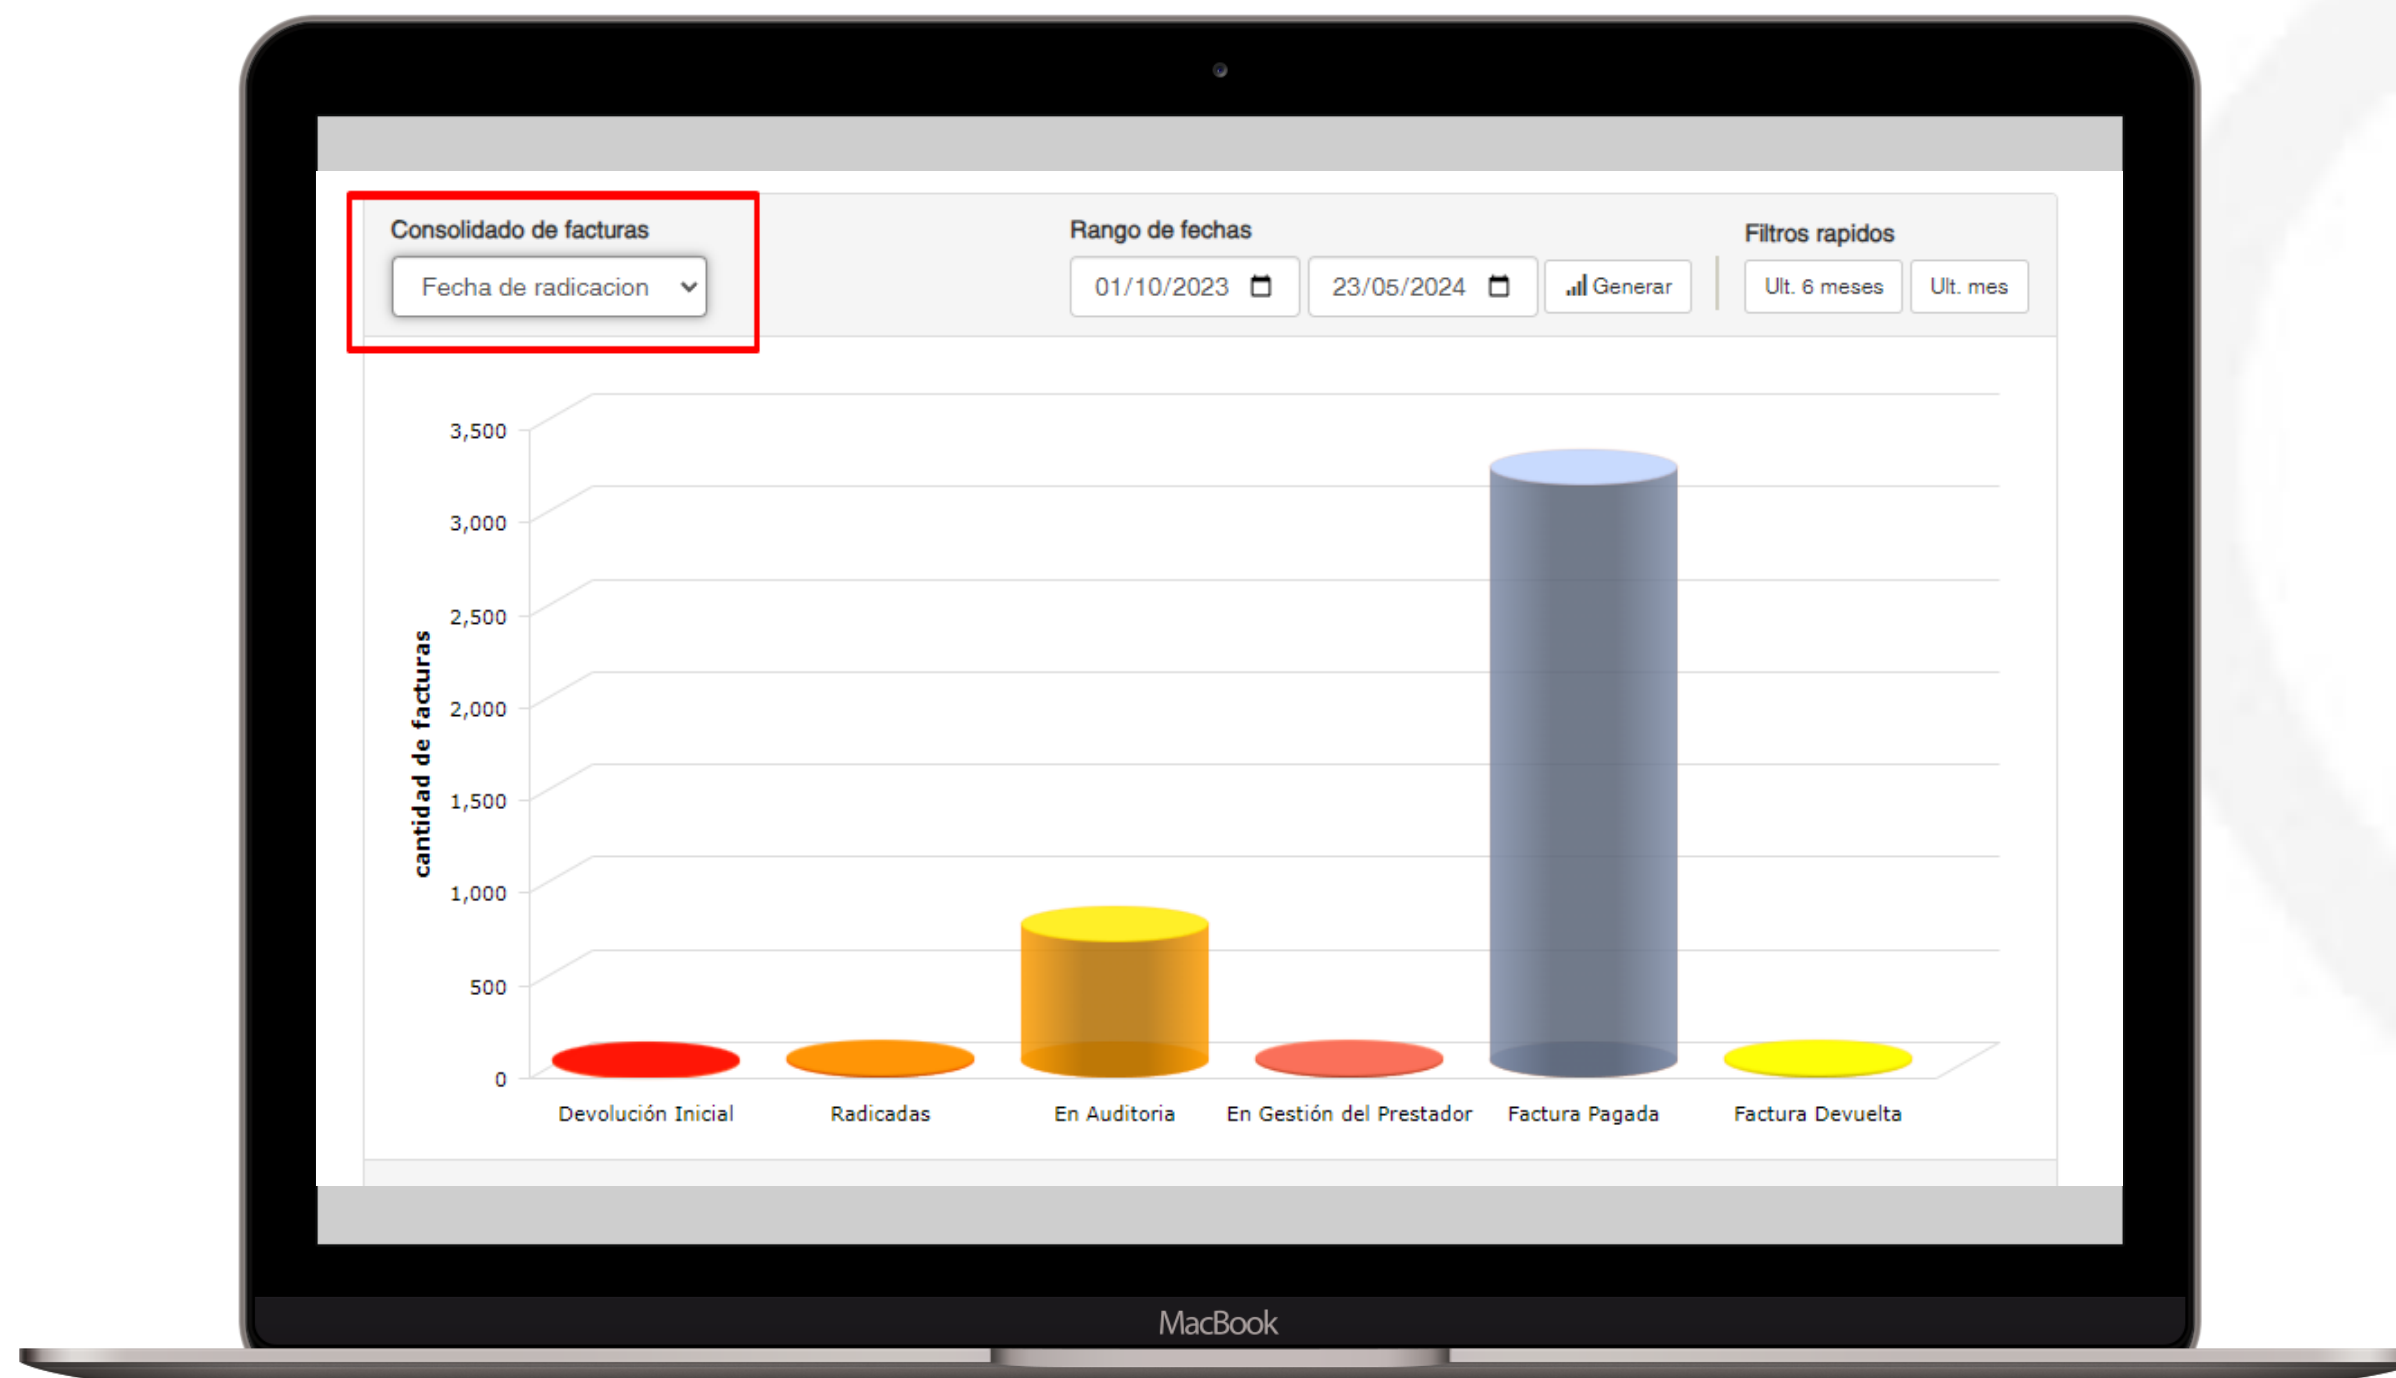 Consolidado de facturas
Fecha de radicacion
Rango de fechas
01/10/2023
23/05/2024
Generar
Filtros rapidos
Ult. 6 meses
Ult. mes
cantidad de facturas
3,500
3,000
2,500
2,000
1,500
1,000
500
0
Devolución Inicial
Radicadas
En Auditoria
En Gestión del Prestador
Factura Pagada
Factura Devuelta
MacBook